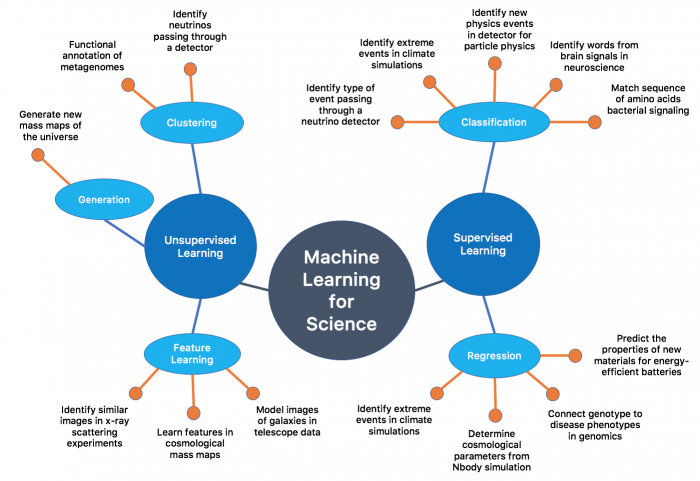 Identify
neutrinos
passing through
a detector
Functional
annotation of
metagenomes
Clustering
Generate new
mass maps of
the universe
Generation
Unsupervised
Learning
Feature
Learning
Identify similar
images in x-ray
scattering
experiments
Learn features in
cosmological
mass maps
Model images
of galaxies in
telescope data
Machine
Learning
for
Science
Identify new
physics events
in detector for
particle physics
Identify extreme
events in climate
simulations
Identify words from
brain signals in
neuroscience
Identify type of
event passing
through a
neutrino detector
Match sequence
of amino acids
bacterial signaling
Classification
Supervised
Learning
Regression
Predict the
properties of new
materials for energy-
efficient batteries
Identify extreme
events in climate
simulations
Determine
cosmological
parameters from
Nbody simulation
Connect genotype to
disease phenotypes
in genomics